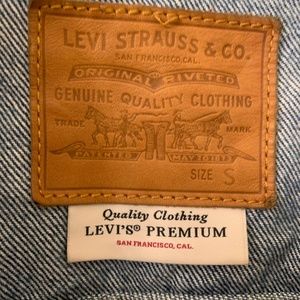 LEVI STRAUSS & CO.
SAN FRANCISCO, CAL.
ORIGINAL RIVETED
GENUINE QUALITY CLOTHING
TRADE MARK
PATENTED MAY 20 1873
SIZE S
Quality Clothing
LEVI'S® PREMIUM
SAN FRANCISCO, CAL.